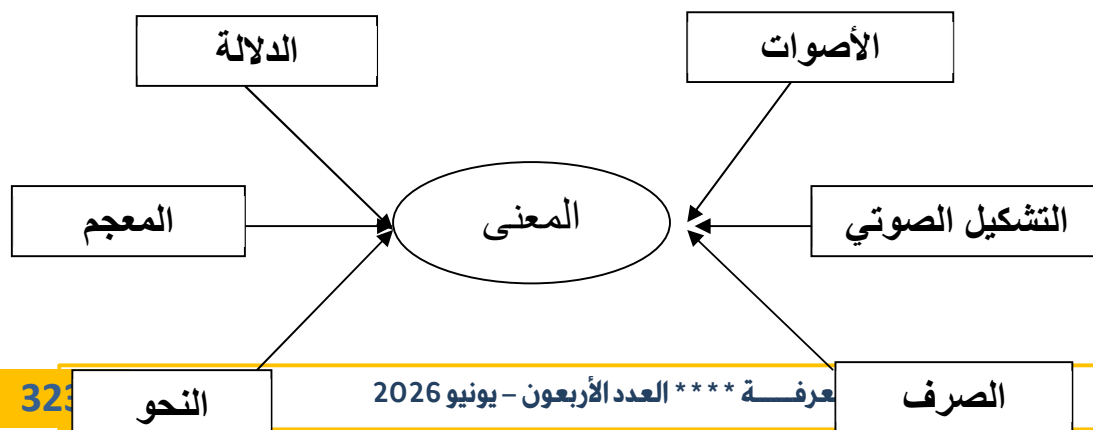 الأصوات
الدلالة
المعنى
التشكيل الصوتي
المعجم
الصرف
النحو
**** العدد الأربعون – يونيو 2026